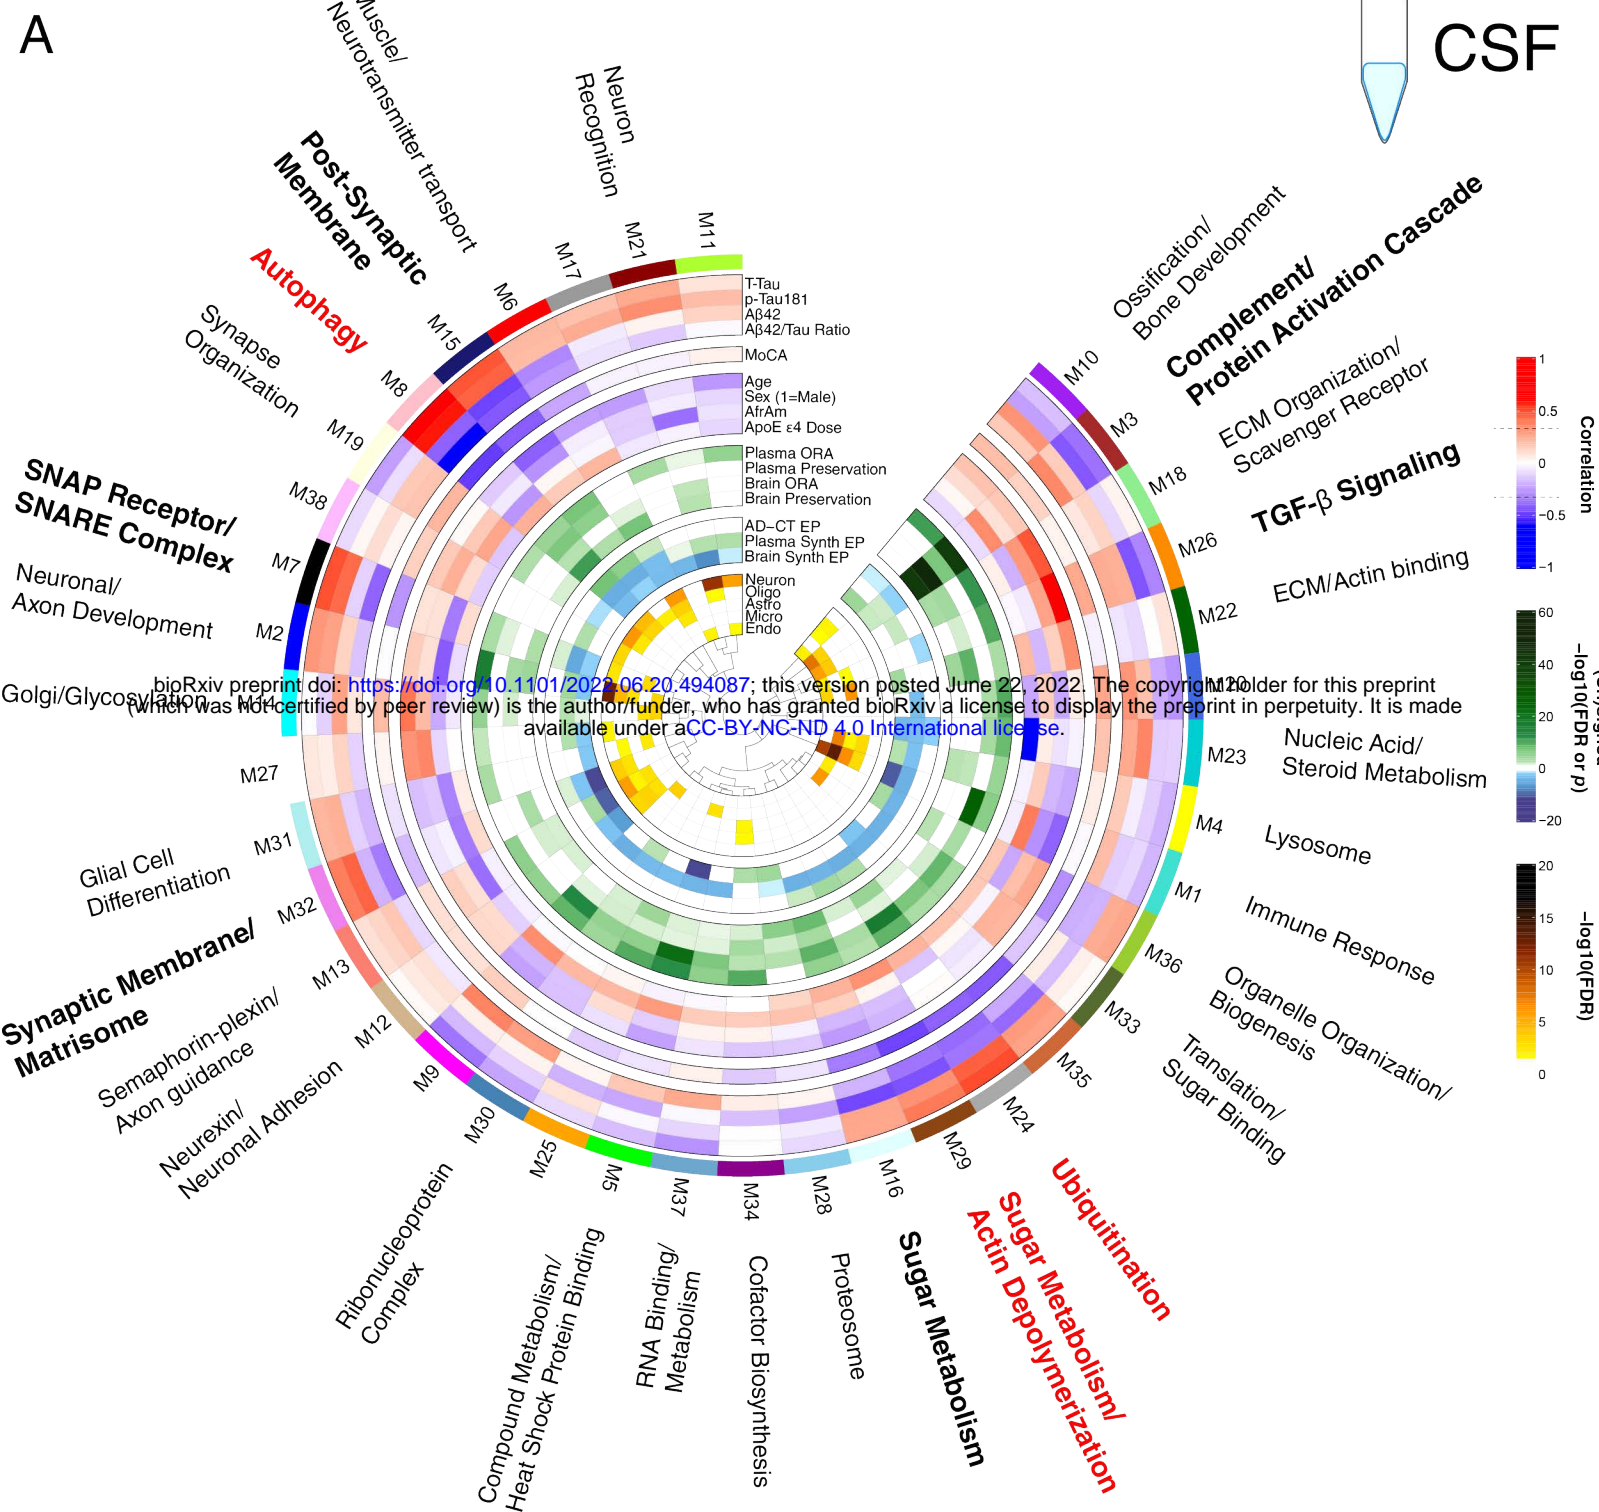 A
CSF
Muscle/
Neurotransmitter transport
Neuron
Recognition
Post-Synaptic
Membrane
Autophagy
Synapse
Organization
SNAP Receptor/
SNARE Complex
Neuronal/
Axon Development
Golgi/Glycosylation
Glial Cell
Differentiation
Synaptic Membrane/
Matrisome
Semaphorin-plexin/
Axon guidance
Neurexin/
Neuronal Adhesion
Ribonucleoprotein
Complex
Compound Metabolism/
Heat Shock Protein Binding
RNA Binding/
Metabolism
Cofactor Biosynthesis
Proteosome
Sugar Metabolism
Sugar Metabolism/
Actin Depolymerization
Ubiquitination
Translation/
Sugar Binding
Organelle Organization/
Biogenesis
Immune Response
Lysosome
Nucleic Acid/
Steroid Metabolism
ECM/Actin binding
TGF-β Signaling
ECM Organization/
Scavenger Receptor
Complement/
Protein Activation Cascade
Ossification/
Bone Development
M11
M21
M17
M6
M15
M8
M19
M38
M7
M2
M14
M27
M31
M32
M13
M12
M9
M30
M25
M5
M37
M34
M28
M16
M29
M24
M35
M33
M36
M1
M4
M23
M20
M22
M26
M18
M3
M10
T-Tau
p-Tau181
Aβ42
Aβ42/Tau Ratio
MoCA
Age
Sex (1=Male)
AfrAm
ApoE ε4 Dose
Plasma ORA
Plasma Preservation
Brain ORA
Brain Preservation
AD-CT EP
Plasma Synth EP
Brain Synth EP
Neuron
Oligo
Astro
Micro
Endo
bioRxiv preprint doi: https://doi.org/10.1101/2022.06.20.494087; this version posted June 22, 2022. The copyright holder for this preprint
(which was not certified by peer review) is the author/funder, who has granted bioRxiv a license to display the preprint in perpetuity. It is made
available under aCC-BY-NC-ND 4.0 International license.
1
0.5
0
−0.5
−1
Correlation
60
40
20
0
−20
−log10(FDR or p)
20
15
10
5
0
−log10(FDR)